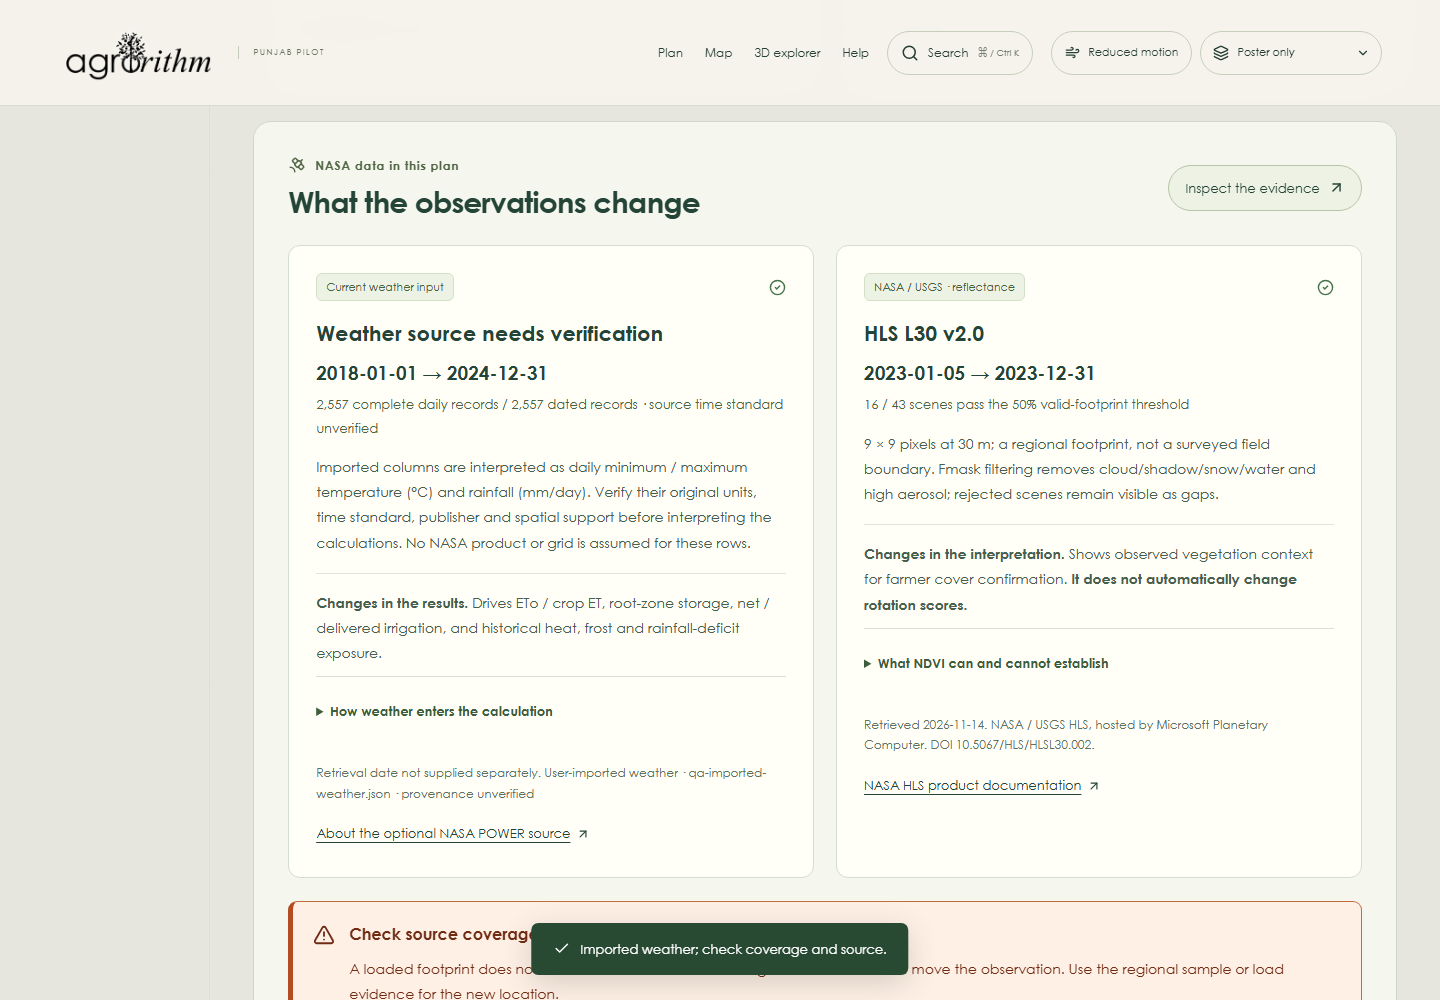 agrorithm
PUNJAB PILOT
Plan
Map
3D explorer
Help
Search ⌘ / Ctrl K
Reduced motion
Poster only
NASA data in this plan
What the observations change
Inspect the evidence
Current weather input
Weather source needs verification
2018-01-01 → 2024-12-31
2,557 complete daily records / 2,557 dated records · source time standard
unverified
Imported columns are interpreted as daily minimum / maximum
temperature (°C) and rainfall (mm/day). Verify their original units,
time standard, publisher and spatial support before interpreting the
calculations. No NASA product or grid is assumed for these rows.
Changes in the results. Drives ETo / crop ET, root-zone storage, net /
delivered irrigation, and historical heat, frost and rainfall-deficit
exposure.
How weather enters the calculation
Retrieval date not supplied separately. User-imported weather · qa-imported-
weather.json · provenance unverified
About the optional NASA POWER source
NASA / USGS · reflectance
HLS L30 v2.0
2023-01-05 → 2023-12-31
16 / 43 scenes pass the 50% valid-footprint threshold
9 × 9 pixels at 30 m; a regional footprint, not a surveyed field
boundary. Fmask filtering removes cloud/shadow/snow/water and
high aerosol; rejected scenes remain visible as gaps.
Changes in the interpretation. Shows observed vegetation context
for farmer cover confirmation. It does not automatically change
rotation scores.
What NDVI can and cannot establish
Retrieved 2026-11-14. NASA / USGS HLS, hosted by Microsoft Planetary
Computer. DOI 10.5067/HLS/HLSL30.002.
NASA HLS product documentation
Check source coverage
Imported weather; check coverage and source.
A loaded footprint does move the observation. Use the regional sample or load
evidence for the new location.